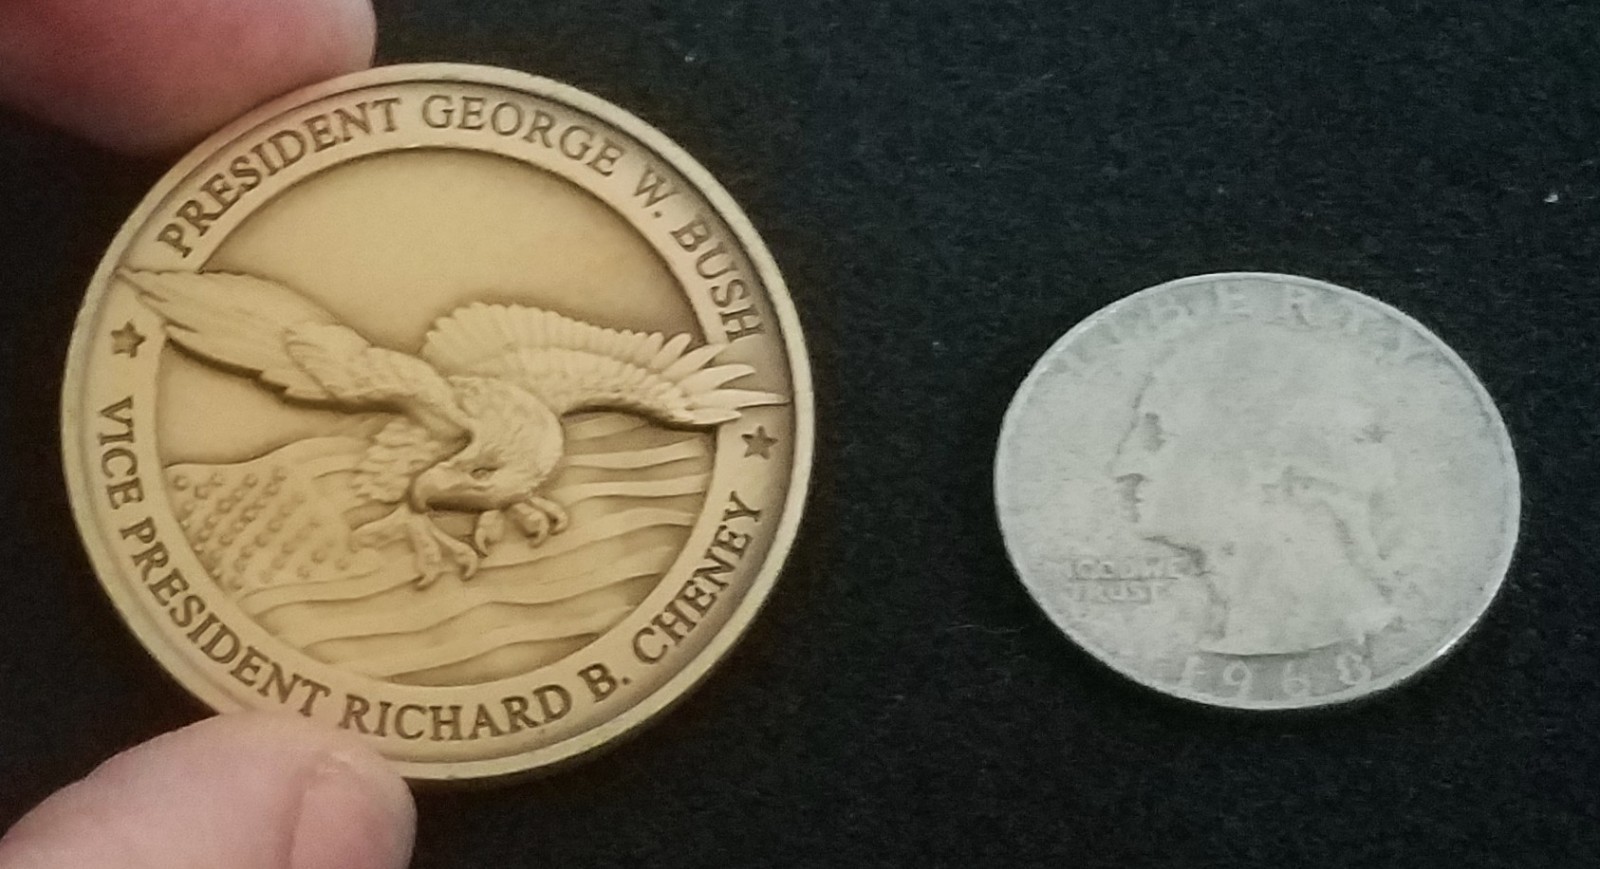 PRESIDENT GEORGE W. BUSH
VICE PRESIDENT RICHARD B. CHENEY
LIBERTY
IN GOD WE
TRUST
1968